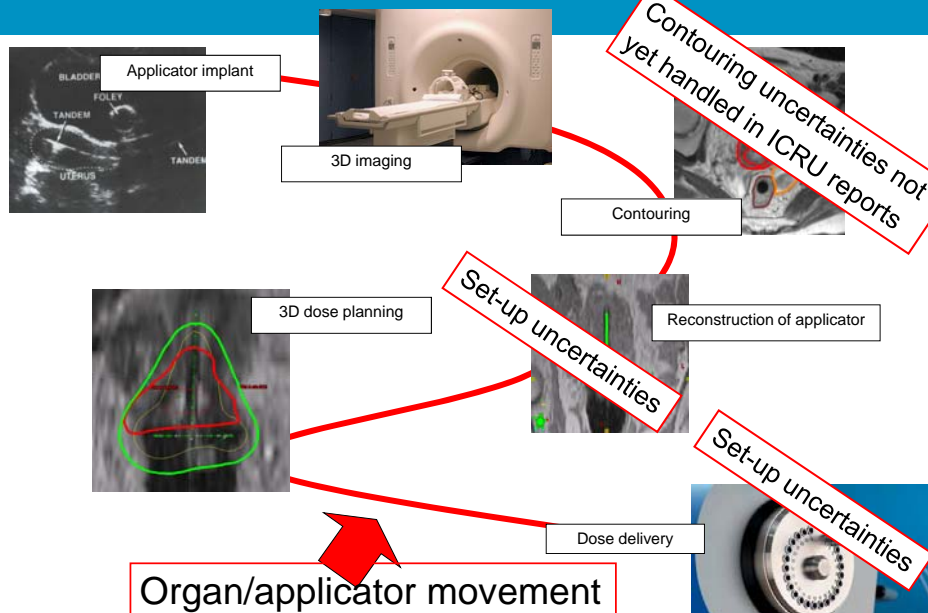 Applicator implant
BLADDER
FOLEY
TANDEM
TANDEM
UTERUS
3D imaging
Contouring uncertainties not
yet handled in ICRU reports
Contouring
3D dose planning
Set-up uncertainties
Reconstruction of applicator
Set-up uncertainties
Dose delivery
Organ/applicator movement